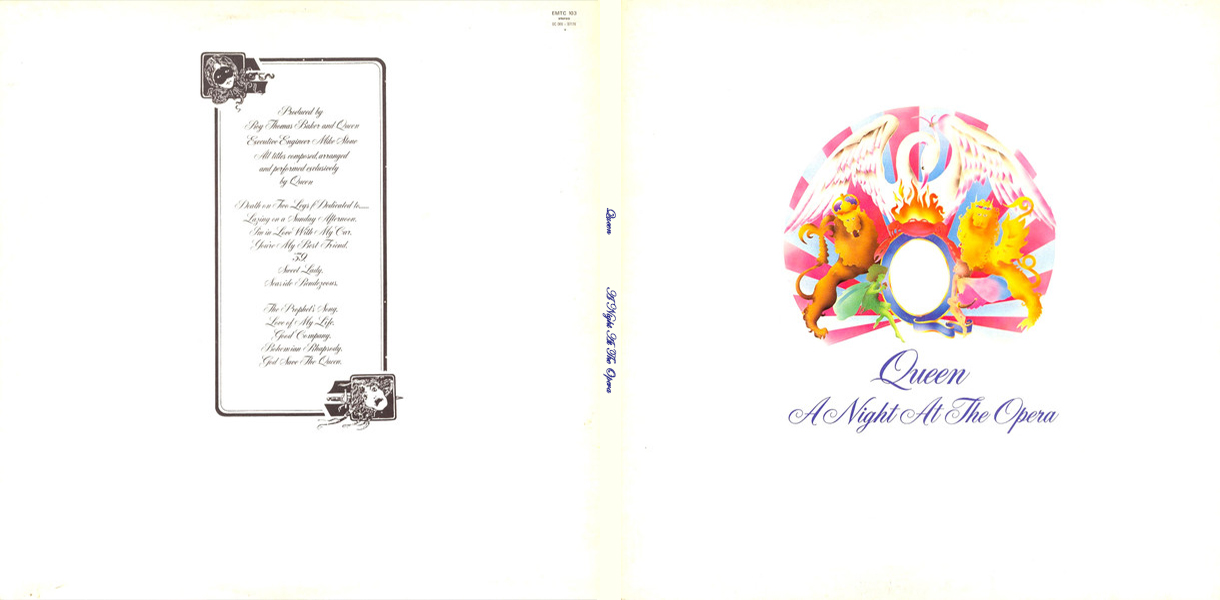 EMTC 103
stereo
Produced by
Roy Thomas Baker and Queen
Executive Engineer Mike Stone
All titles composed, arranged
and performed exclusively
by Queen
Death on Two Legs (Dedicated to......
Lazing on a Sunday Afternoon.
I'm in Love With My Car.
You're My Best Friend.
'39.
Sweet Lady.
Seaside Rendezvous.
The Prophet's Song.
Love of My Life.
Good Company.
Bohemian Rhapsody.
God Save The Queen.
Queen
A Night At The Opera
Queen
A Night At The Opera